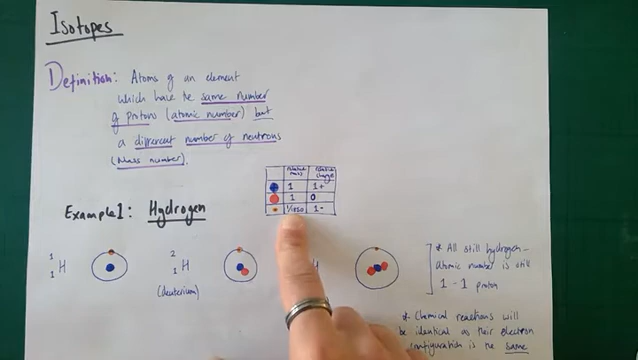 Isotopes
Definition: Atoms of an element
which have the same number
of protons (atomic number) but
a different number of neutrons
(Mass number).
relative mass relative charge
1 1+
1 0
1/1850 1-
Example 1: Hydrogen
1 1 H
2 1 H
(deuterium)
H
* All still hydrogen -
atomic number is still
1 - 1 proton
* Chemical reactions will
be identical as their electron
configuration is the same